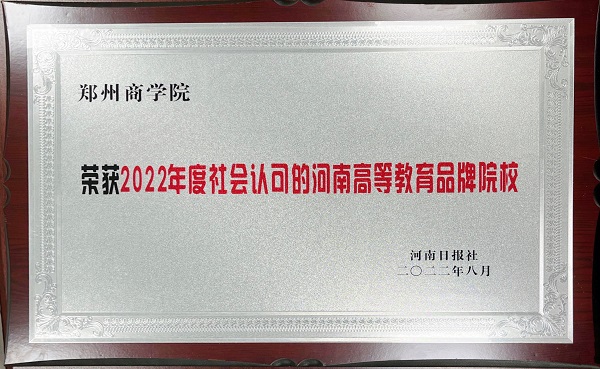 郑州商学院
荣获2022年度社会认可的河南高等教育品牌院校
河南日报社
二〇二二年八月